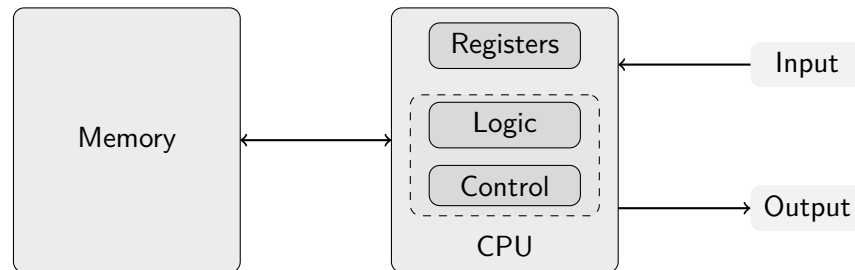 Memory
Registers
Logic
Control
CPU
Input
Output